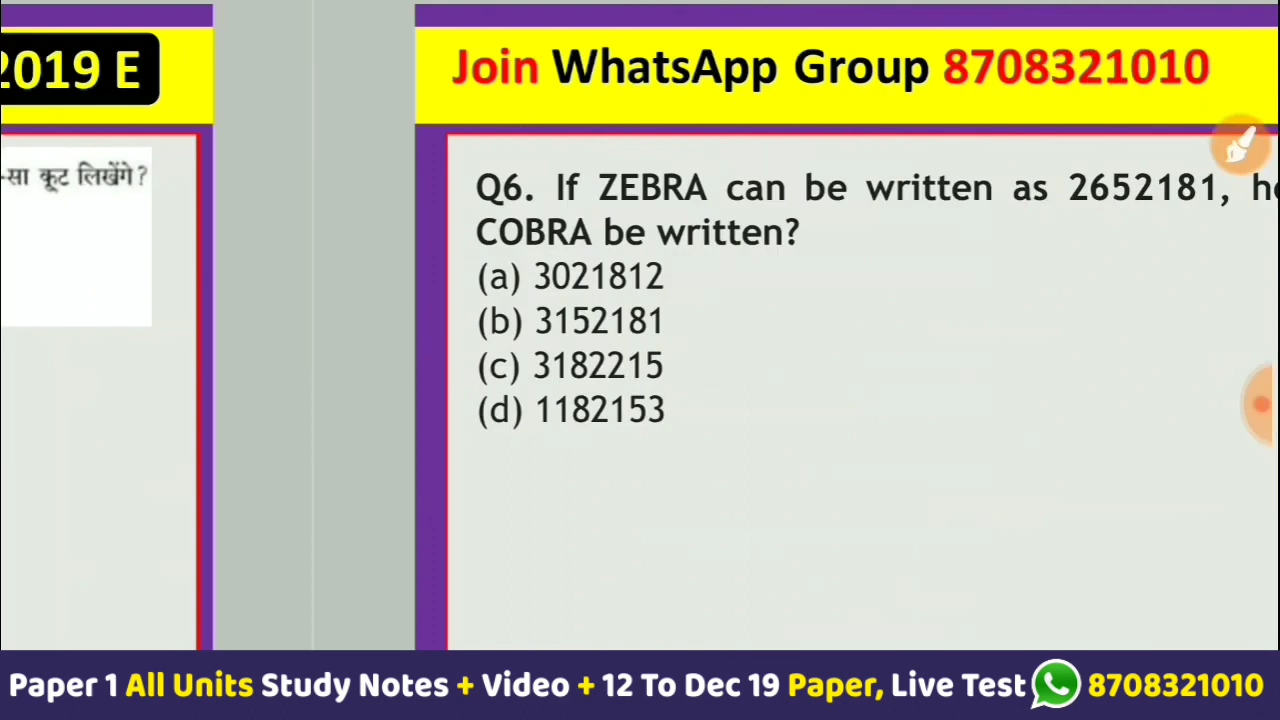 2019 E
Join WhatsApp Group 8708321010
-सा कूट लिखेंगे?
Q6. If ZEBRA can be written as 2652181,
COBRA be written?
(a) 3021812
(b) 3152181
(c) 3182215
(d) 1182153
Paper 1 All Units Study Notes + Video + 12 To Dec 19 Paper, Live Test 8708321010